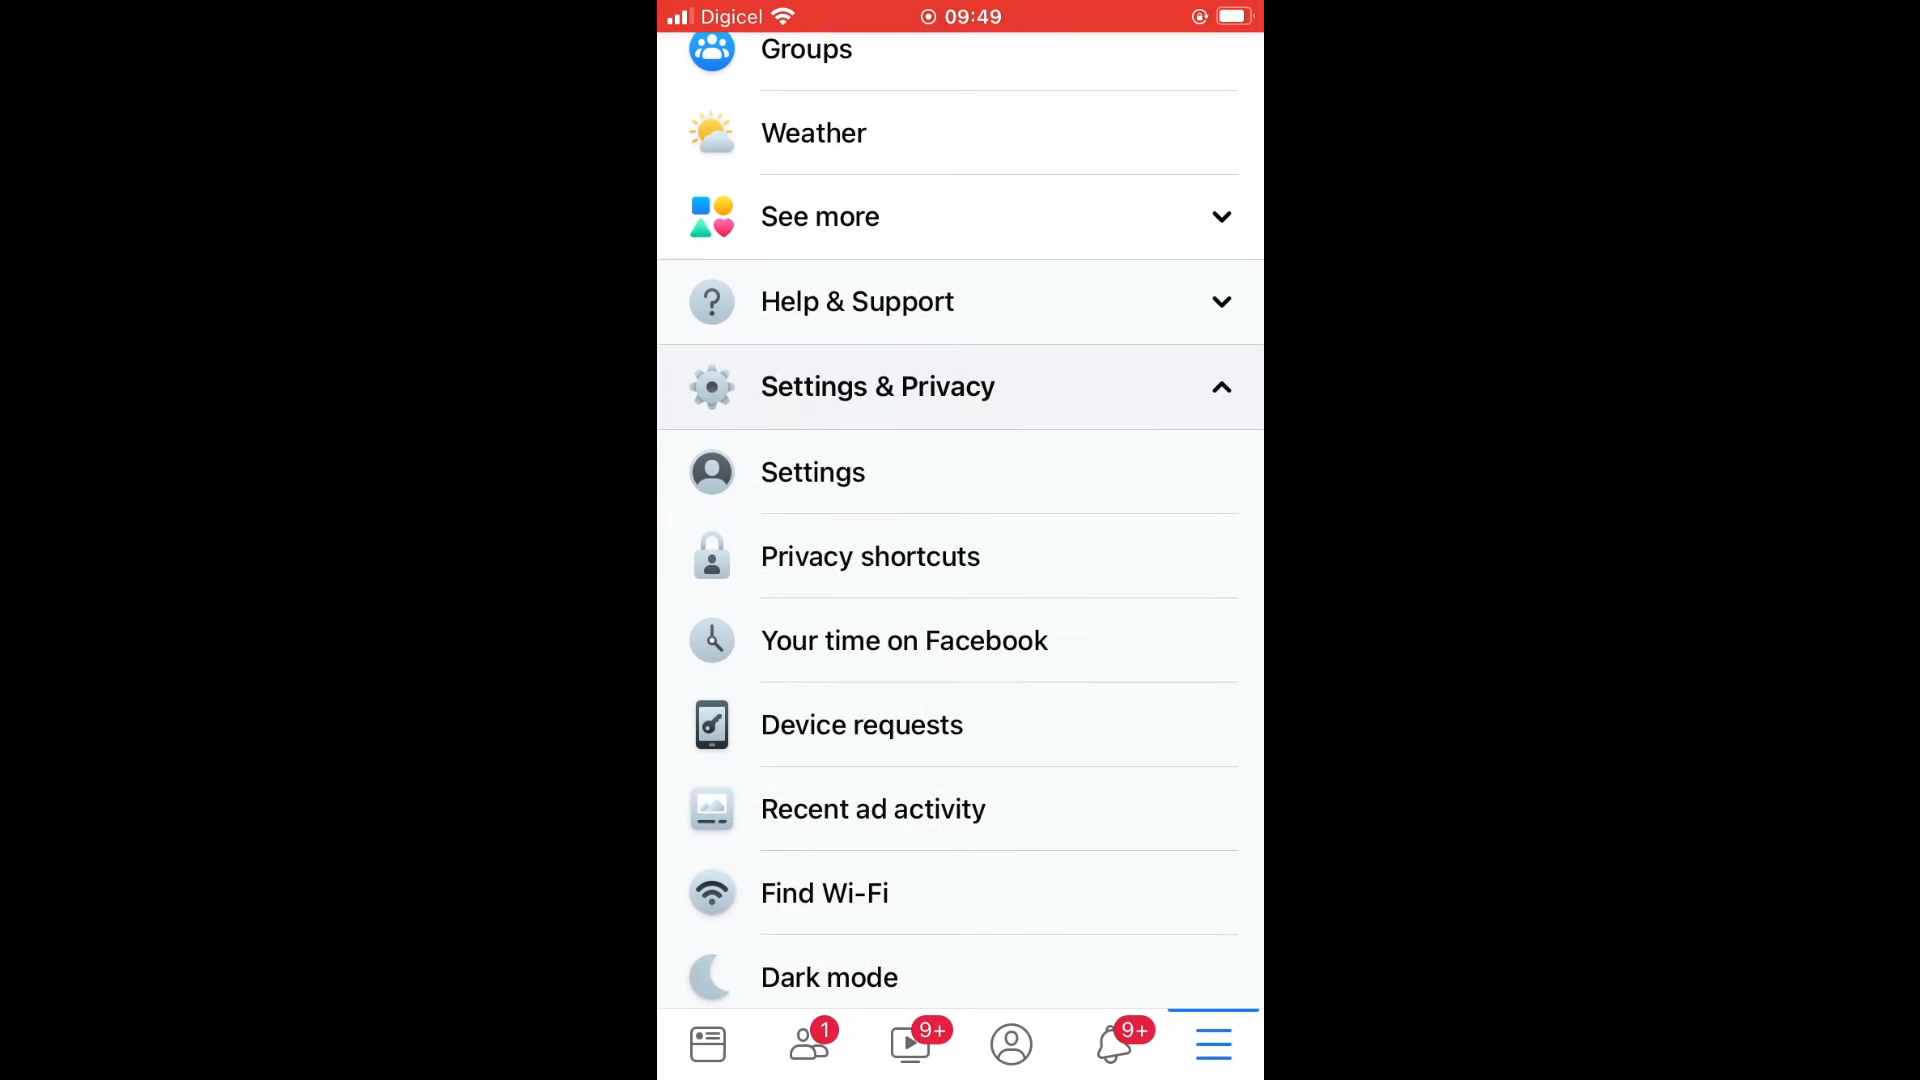 Digicel 09:49
Groups
Weather
See more
Help & Support
Settings & Privacy
Settings
Privacy shortcuts
Your time on Facebook
Device requests
Recent ad activity
Find Wi-Fi
Dark mode
1 9+ 9+